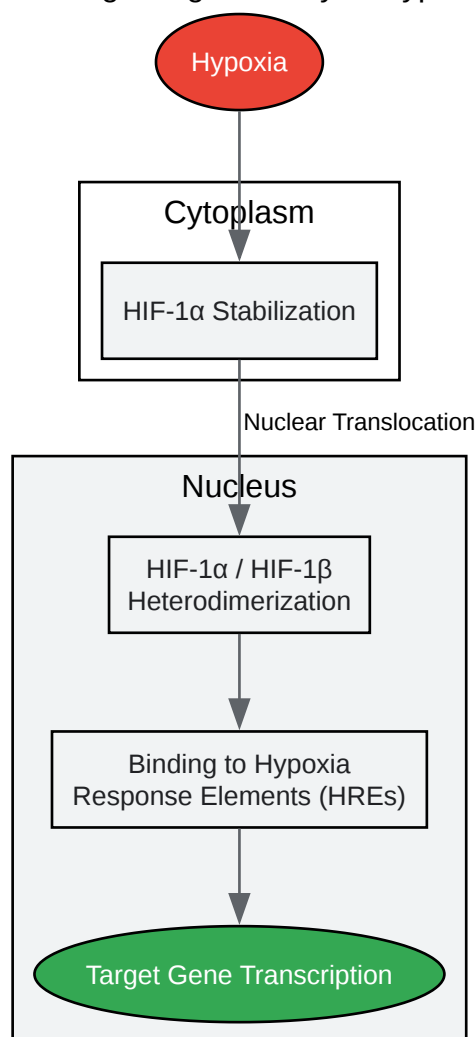 Hypoxia
Cytoplasm
HIF-1α Stabilization
Nuclear Translocation
Nucleus
HIF-1α / HIF-1β
Heterodimerization
Binding to Hypoxia
Response Elements (HREs)
Target Gene Transcription